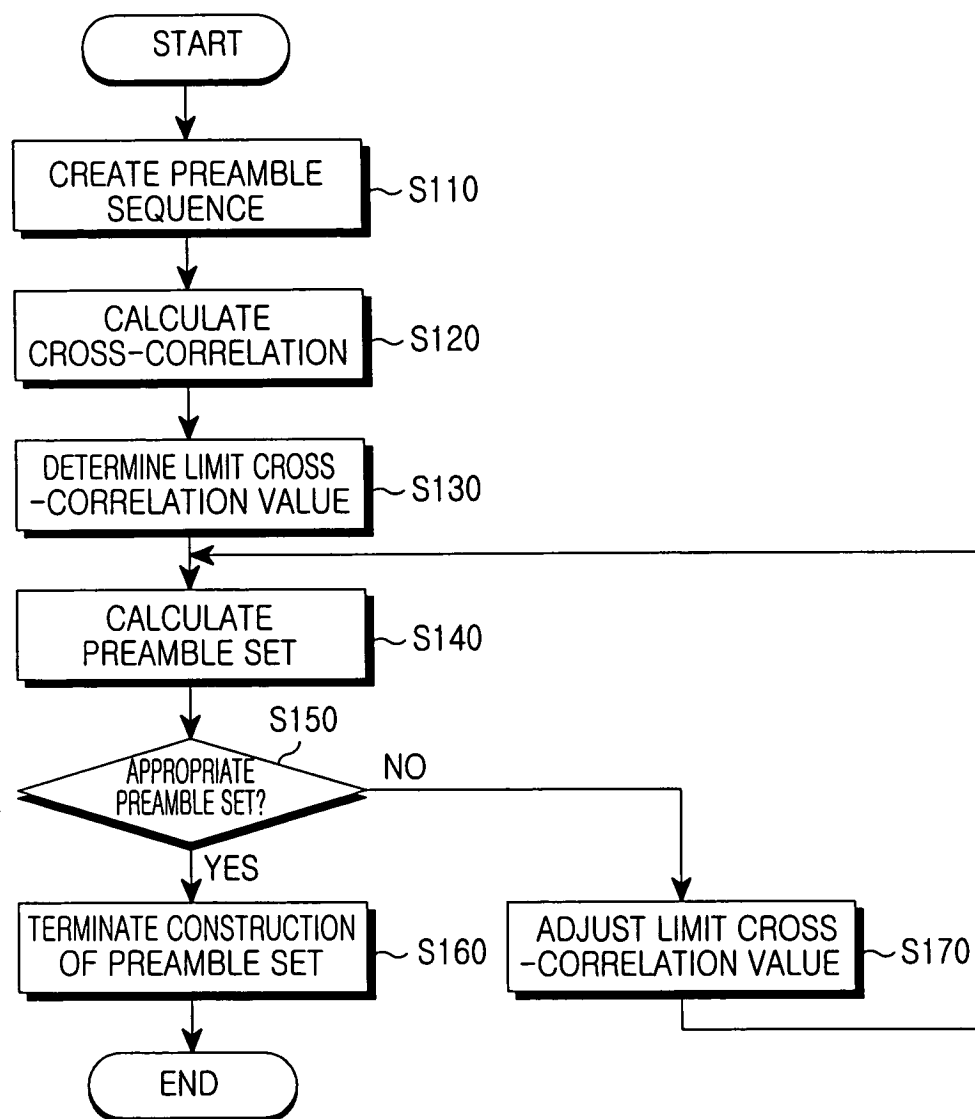 START
CREATE PREAMBLE
SEQUENCE
S110
CALCULATE
CROSS-CORRELATION
S120
DETERMINE LIMIT CROSS
-CORRELATION VALUE
S130
CALCULATE
PREAMBLE SET
S140
S150
APPROPRIATE
PREAMBLE SET?
NO
YES
TERMINATE CONSTRUCTION
OF PREAMBLE SET
S160
ADJUST LIMIT CROSS
-CORRELATION VALUE
S170
END